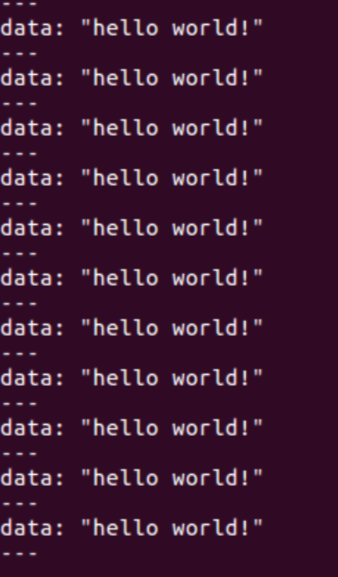 ---
data: "hello world!"
---
data: "hello world!"
---
data: "hello world!"
---
data: "hello world!"
---
data: "hello world!"
---
data: "hello world!"
---
data: "hello world!"
---
data: "hello world!"
---
data: "hello world!"
---
data: "hello world!"
---
data: "hello world!"
---